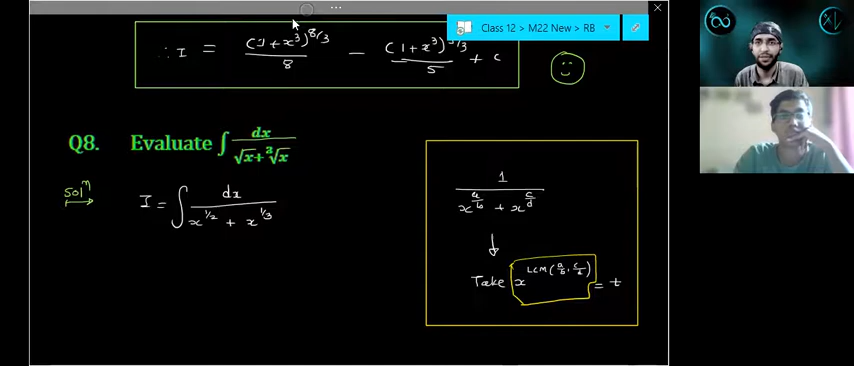 Class 12 > M22 New > RB
∴ I = (1 + x³)^8/3 / 8 − (1 + x³)^5/3 / 5 + c
Q8. Evaluate ∫ dx / √x + ²√x
Solⁿ I = ∫ dx / x^1/2 + x^1/3
1 / x^a/b + x^c/d
↓
Take x^LCM(a/b, c/d) = t